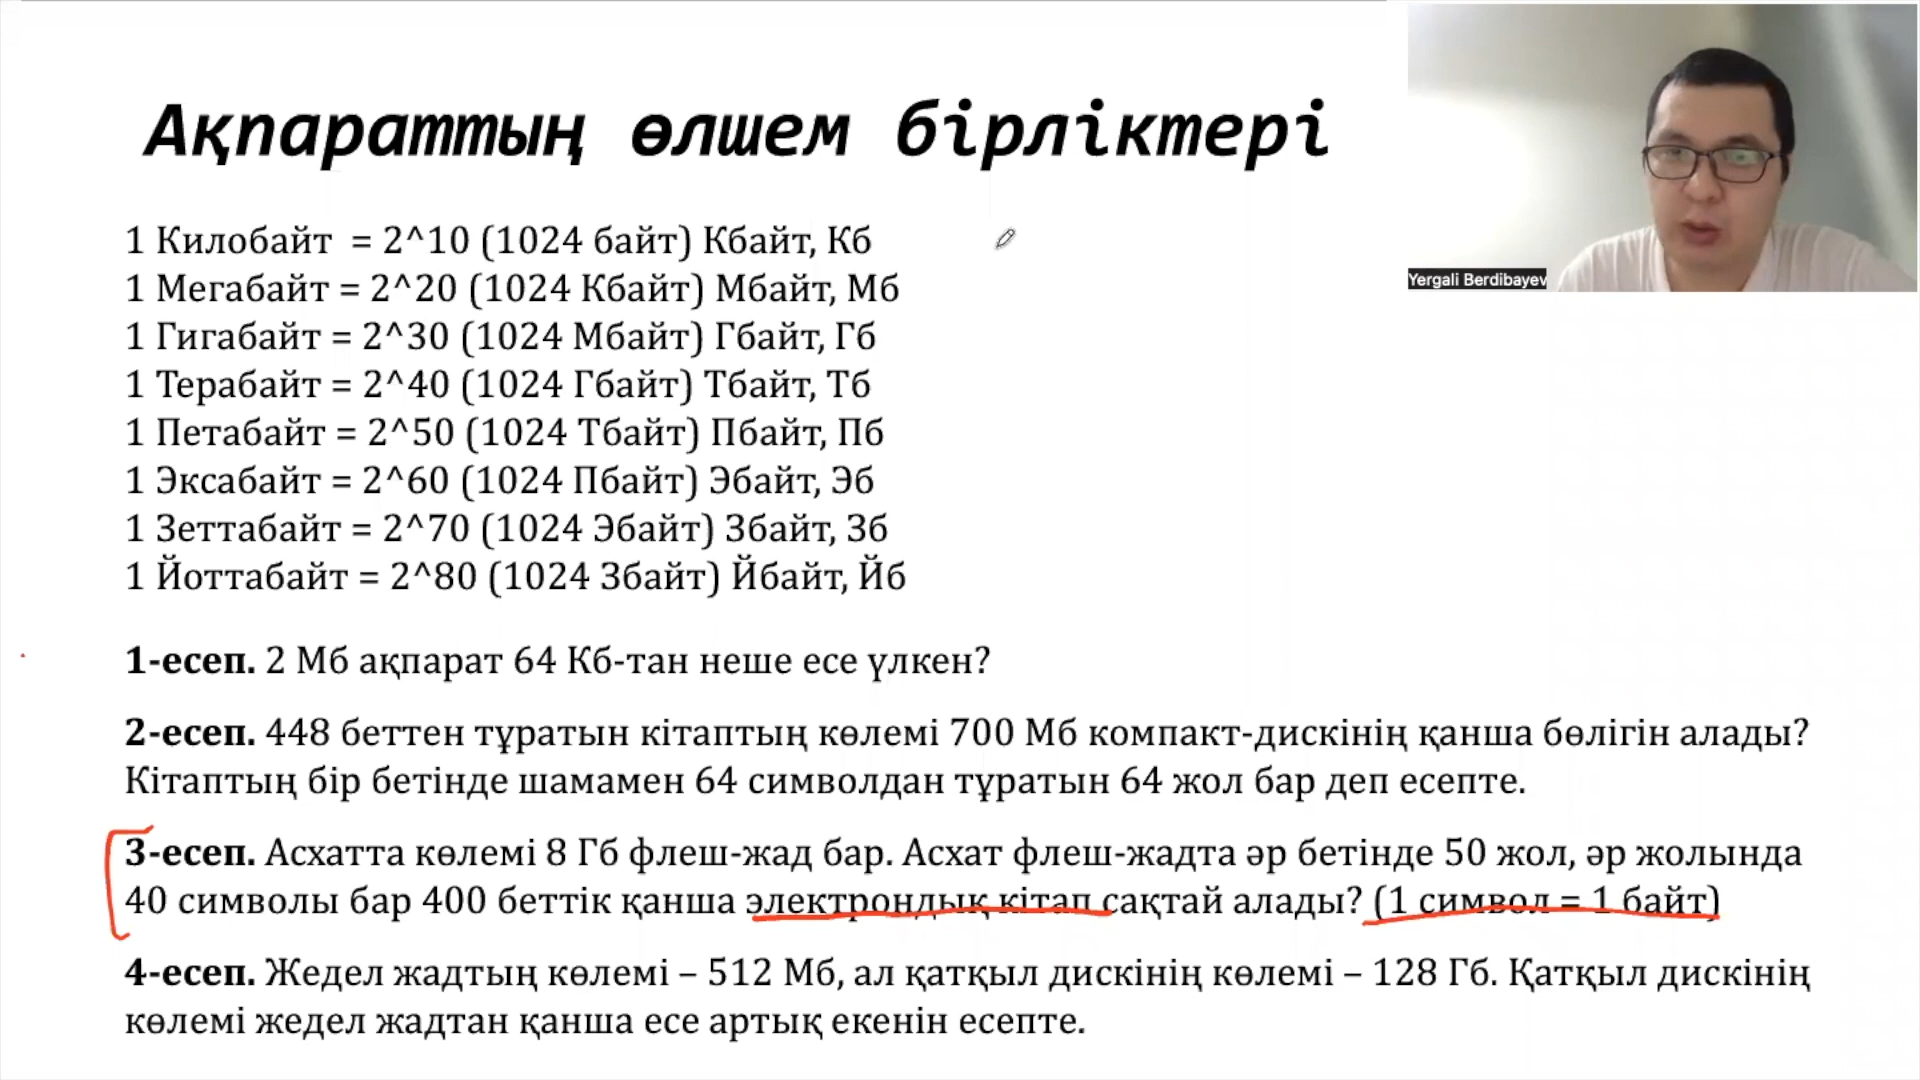 Ақпараттың өлшем бірліктері
Yergali Berdibayev
1 Килобайт = 2^10 (1024 байт) Кбайт, Кб
1 Мегабайт = 2^20 (1024 Кбайт) Мбайт, Мб
1 Гигабайт = 2^30 (1024 Мбайт) Гбайт, Гб
1 Терабайт = 2^40 (1024 Гбайт) Тбайт, Тб
1 Петабайт = 2^50 (1024 Тбайт) Пбайт, Пб
1 Эксабайт = 2^60 (1024 Пбайт) Эбайт, Эб
1 Зеттабайт = 2^70 (1024 Эбайт) Збайт, Зб
1 Йоттабайт = 2^80 (1024 Збайт) Йбайт, Йб
1-есеп. 2 Мб ақпарат 64 Кб-тан неше есе үлкен?
2-есеп. 448 беттен тұратын кітаптың көлемі 700 Мб компакт-дискінің қанша бөлігін алады?
Кітаптың бір бетінде шамамен 64 символдан тұратын 64 жол бар деп есепте.
3-есеп. Асхатта көлемі 8 Гб флеш-жад бар. Асхат флеш-жадта әр бетінде 50 жол, әр жолында
40 символы бар 400 беттік қанша электрондық кітап сақтай алады? (1 символ = 1 байт)
4-есеп. Жедел жадтың көлемі – 512 Мб, ал қатқыл дискінің көлемі – 128 Гб. Қатқыл дискінің
көлемі жедел жадтан қанша есе артық екенін есепте.